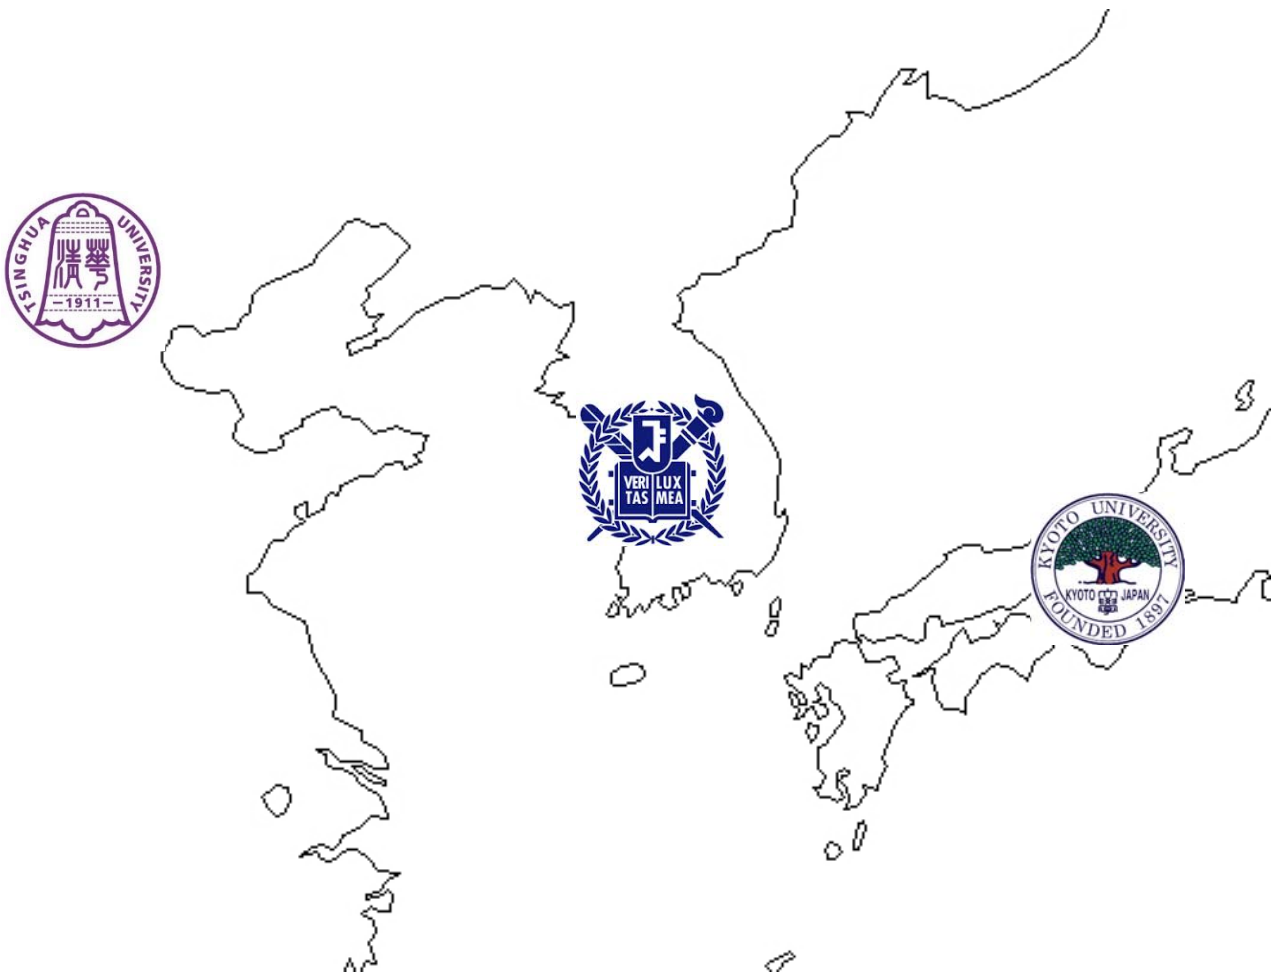 TSINGHUA UNIVERSITY
清華
–1911–
VERI LUX
TAS MEA
KYOTO UNIVERSITY
KYOTO JAPAN
FOUNDED 1897